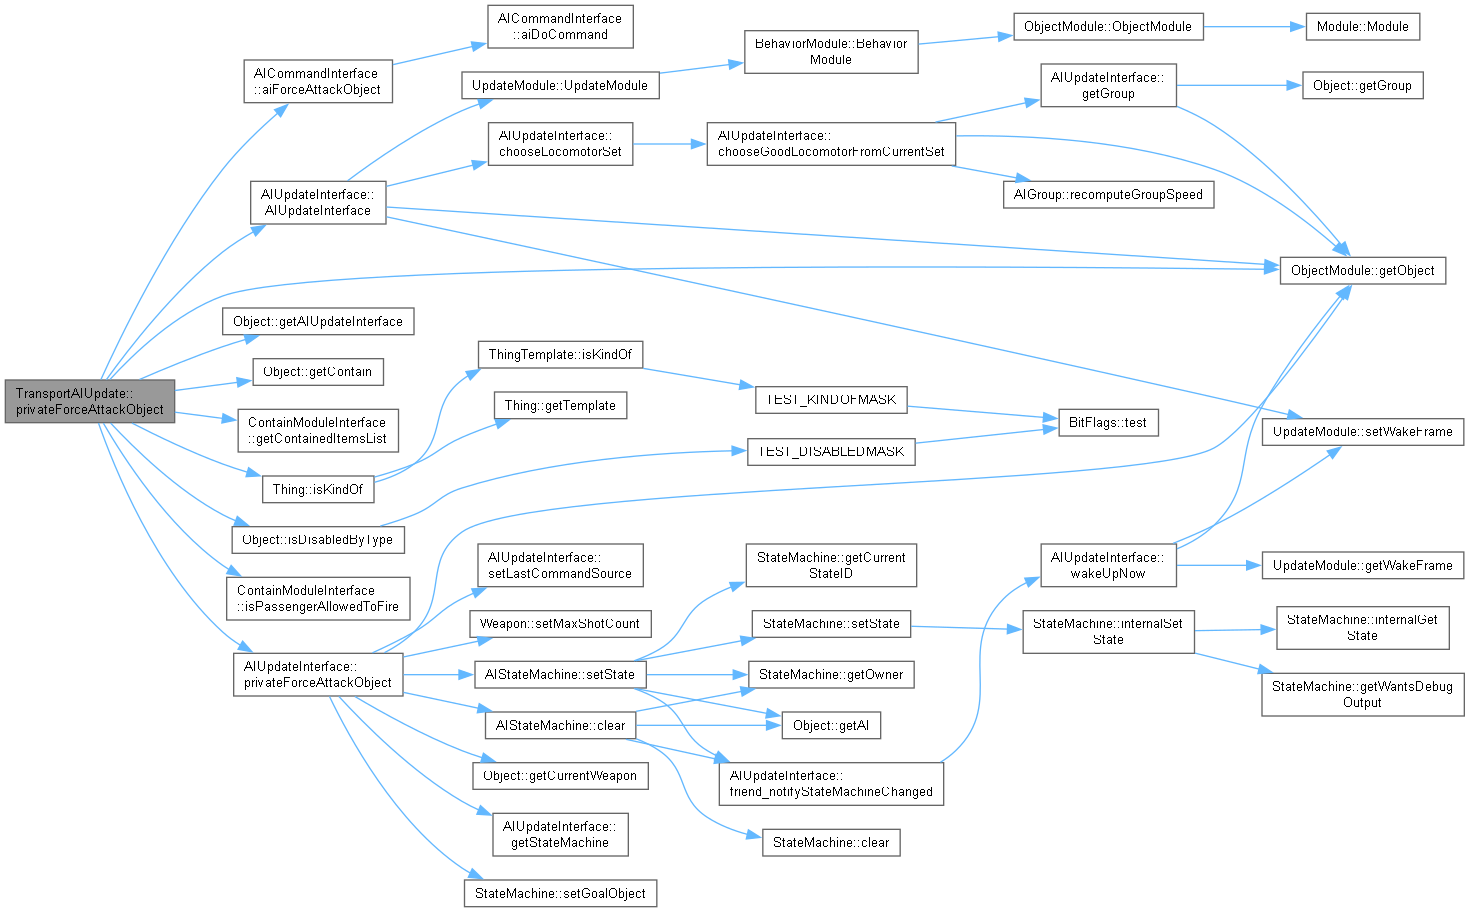 AICommandInterface
::aiDoCommand
ObjectModule::ObjectModule
Module::Module
BehaviorModule::Behavior
Module
AICommandInterface
::aiForceAttackObject
UpdateModule::UpdateModule
AIUpdateInterface::
getGroup
Object::getGroup
AIUpdateInterface::
chooseLocomotorSet
AIUpdateInterface::
chooseGoodLocomotorFromCurrentSet
AIUpdateInterface::
AIUpdateInterface
AIGroup::recomputeGroupSpeed
ObjectModule::getObject
Object::getAIUpdateInterface
ThingTemplate::isKindOf
Object::getContain
TransportAIUpdate::
privateForceAttackObject
TEST_KINDOFMASK
Thing::getTemplate
BitFlags::test
ContainModuleInterface
::getContainedItemsList
UpdateModule::setWakeFrame
TEST_DISABLEDMASK
Thing::isKindOf
Object::isDisabledByType
AIUpdateInterface::
setLastCommandSource
StateMachine::getCurrent
StateID
AIUpdateInterface::
wakeUpNow
UpdateModule::getWakeFrame
ContainModuleInterface
::isPassengerAllowedToFire
Weapon::setMaxShotCount
StateMachine::setState
StateMachine::internalSet
State
StateMachine::internalGet
State
AIUpdateInterface::
privateForceAttackObject
AIStateMachine::setState
StateMachine::getOwner
StateMachine::getWantsDebug
Output
AIStateMachine::clear
Object::getAI
Object::getCurrentWeapon
AIUpdateInterface::
friend_notifyStateMachineChanged
AIUpdateInterface::
getStateMachine
StateMachine::clear
StateMachine::setGoalObject